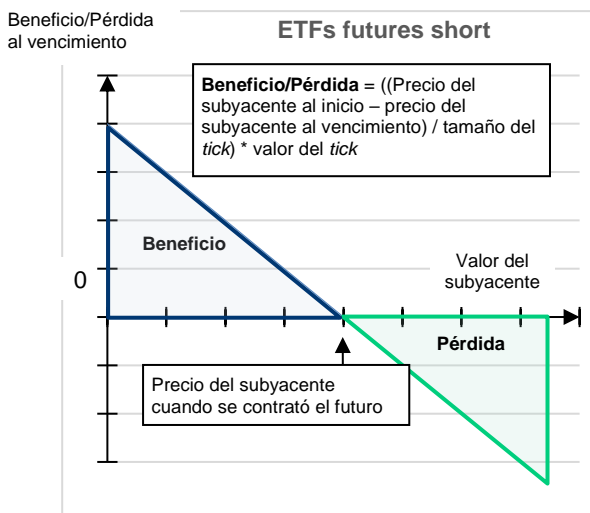 Beneficio/Pérdida
al vencimiento
ETFs futures short
Beneficio/Pérdida = ((Precio del
subyacente al inicio – precio del
subyacente al vencimiento) / tamaño del
tick) * valor del tick
Beneficio
Valor del
subyacente
0
Pérdida
Precio del subyacente
cuando se contrató el futuro